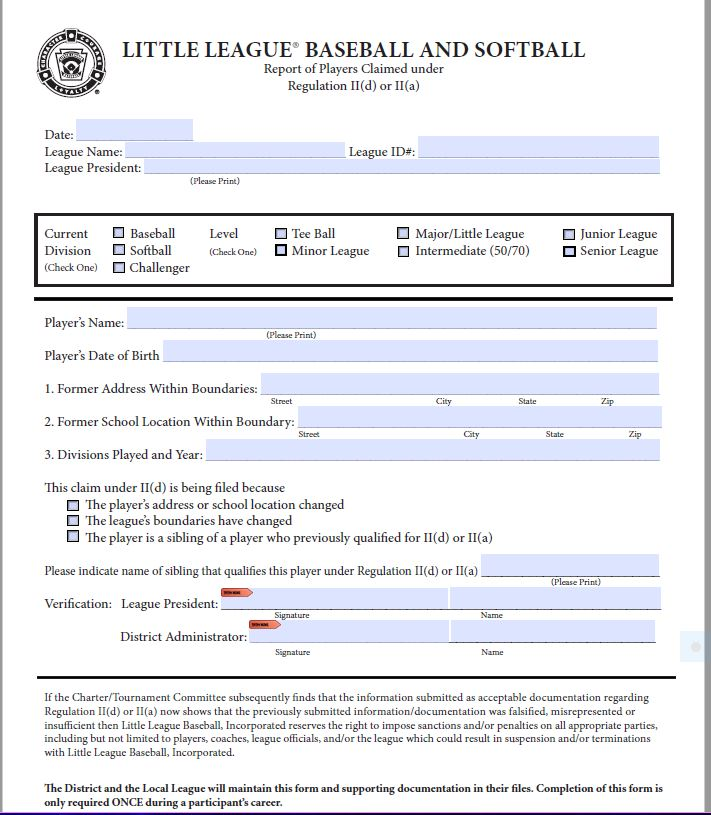 LITTLE LEAGUE® BASEBALL AND SOFTBALL
Report of Players Claimed under
Regulation II(d) or II(a)
CHARACTER COURAGE LOYALTY
Date:
League Name: League ID#:
League President:
(Please Print)
Current Baseball Level Tee Ball Major/Little League Junior League
Division Softball (Check One) Minor League Intermediate (50/70) Senior League
(Check One) Challenger
Player's Name:
(Please Print)
Player's Date of Birth
1. Former Address Within Boundaries:
Street City State Zip
2. Former School Location Within Boundary:
Street City State Zip
3. Divisions Played and Year:
This claim under II(d) is being filed because
The player's address or school location changed
The league's boundaries have changed
The player is a sibling of a player who previously qualified for II(d) or II(a)
Please indicate name of sibling that qualifies this player under Regulation II(d) or II(a)
(Please Print)
Verification: League President:
Signature Name
District Administrator:
Signature Name
If the Charter/Tournament Committee subsequently finds that the information submitted as acceptable documentation regarding
Regulation II(d) or II(a) now shows that the previously submitted information/documentation was falsified, misrepresented or
insufficient then Little League Baseball, Incorporated reserves the right to impose sanctions and/or penalties on all appropriate parties,
including but not limited to players, coaches, league officials, and/or the league which could result in suspension and/or terminations
with Little League Baseball, Incorporated.
The District and the Local League will maintain this form and supporting documentation in their files. Completion of this form is
only required ONCE during a participant's career.